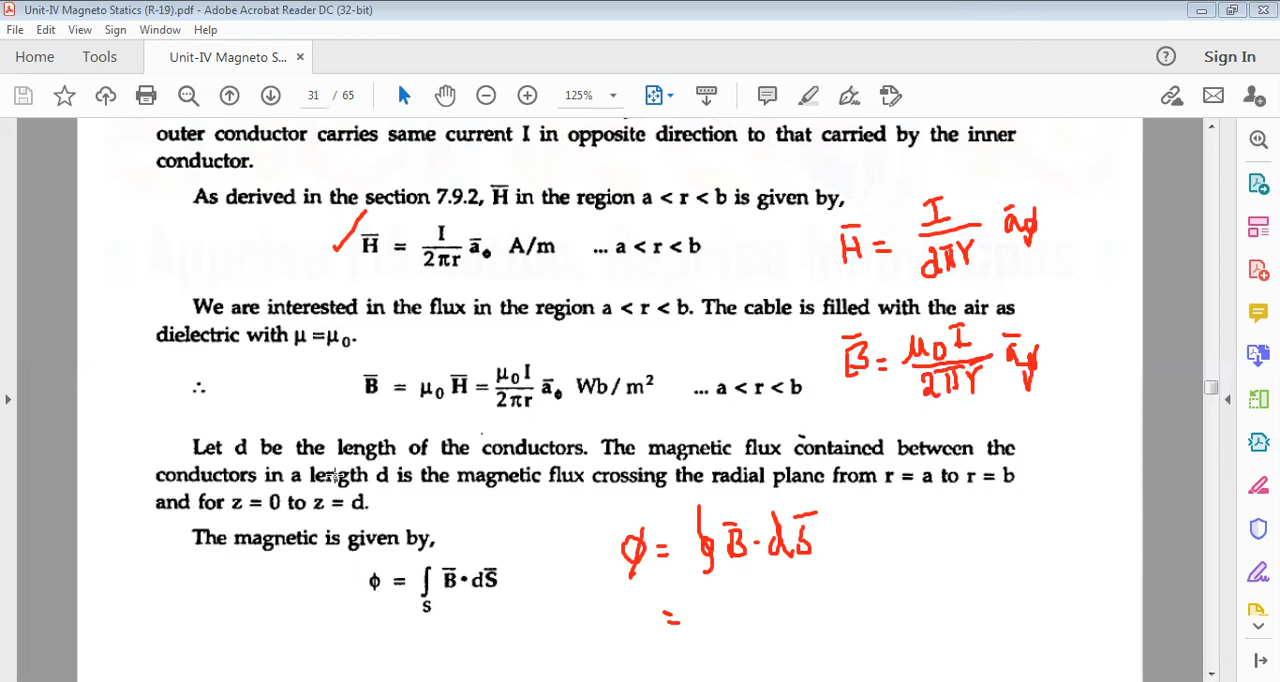 Unit-IV Magneto Statics (R-19).pdf - Adobe Acrobat Reader DC (32-bit)
File Edit View Sign Window Help
Home Tools Unit-IV Magneto S... × Sign In
31 / 65 125%
outer conductor carries same current I in opposite direction to that carried by the inner
conductor.
As derived in the section 7.9.2, H̅ in the region a < r < b is given by,
H̅ = I/2πr a̅ϕ A/m ... a < r < b
H̅ = I/2πr a̅ϕ
We are interested in the flux in the region a < r < b. The cable is filled with the air as
dielectric with μ =μ₀.
∴ B̅ = μ₀ H̅ = μ₀ I/2πr a̅ϕ Wb/m² ... a < r < b
B̅ = μ₀ I/2πr a̅ϕ
Let d be the length of the conductors. The magnetic flux contained between the
conductors in a length d is the magnetic flux crossing the radial plane from r = a to r = b
and for z = 0 to z = d.
The magnetic is given by,
ϕ = ∫S B̅•dS̅
ϕ = ∮ B̅ · dS̅
=